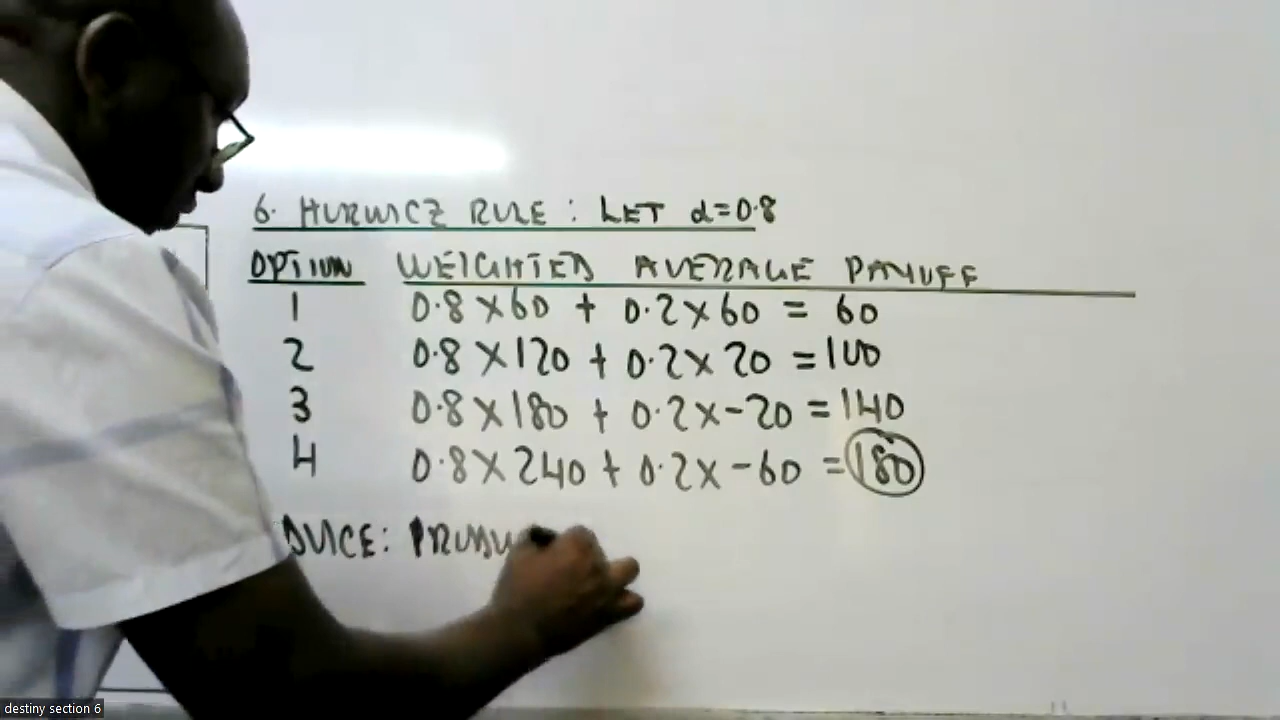 6. HURWICZ RULE: LET α=0.8
OPTION WEIGHTED AVERAGE PAYOFF
1 0.8 X 60 + 0.2 X 60 = 60
2 0.8 X 120 + 0.2 X 20 = 100
3 0.8 X 180 + 0.2 X -20 = 140
4 0.8 X 240 + 0.2 X -60 = 180
DVICE:
destiny section 6